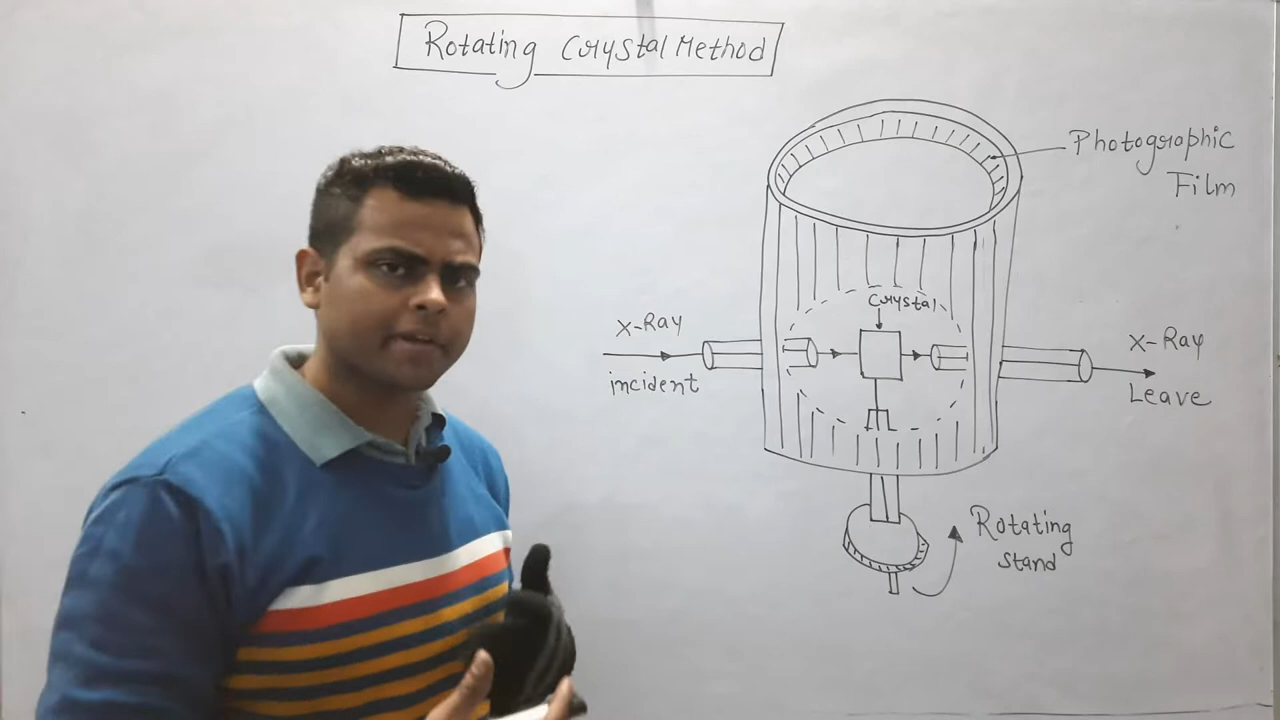 Rotating Crystal Method
Photographic
Film
Crystal
X-Ray
incident
X-Ray
Leave
Rotating
stand